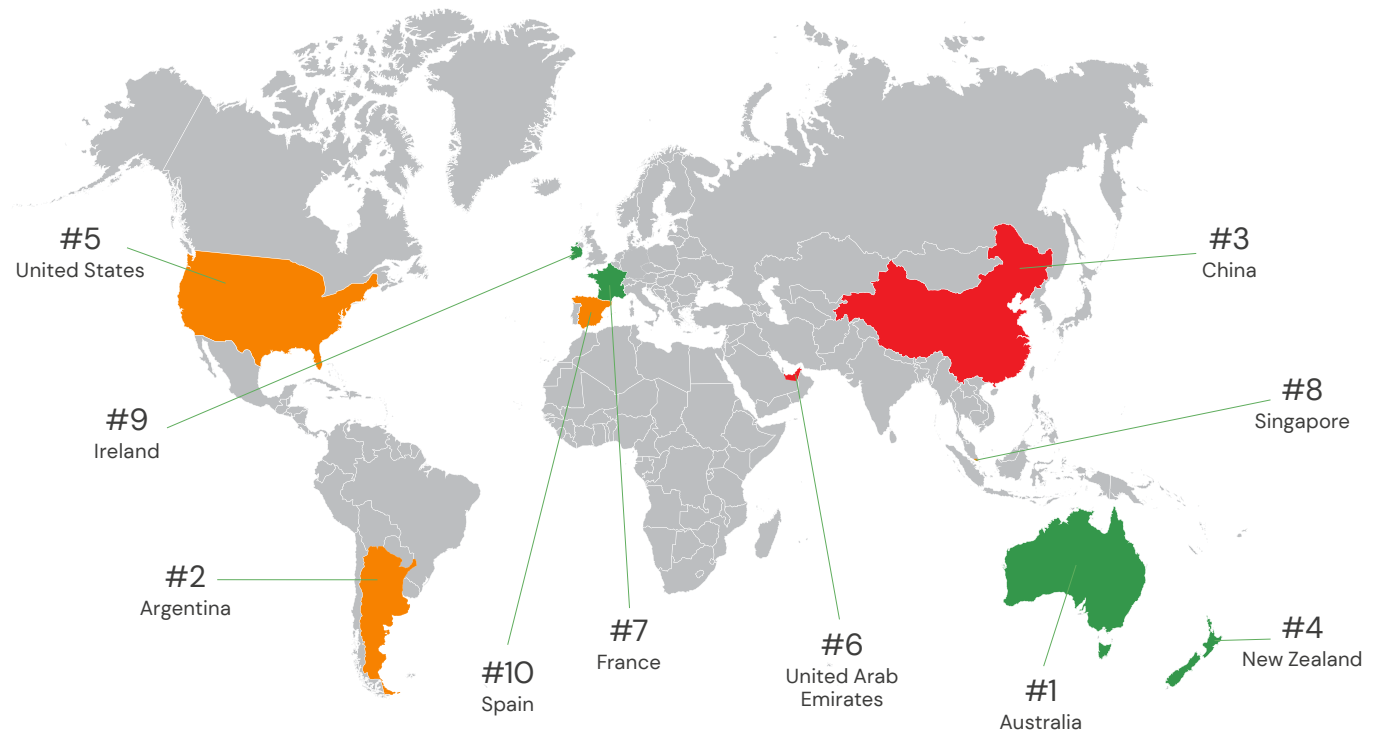 #5
United States
#3
China
#9
Ireland
#8
Singapore
#2
Argentina
#7
France
#6
United Arab
Emirates
#4
New Zealand
#10
Spain
#1
Australia